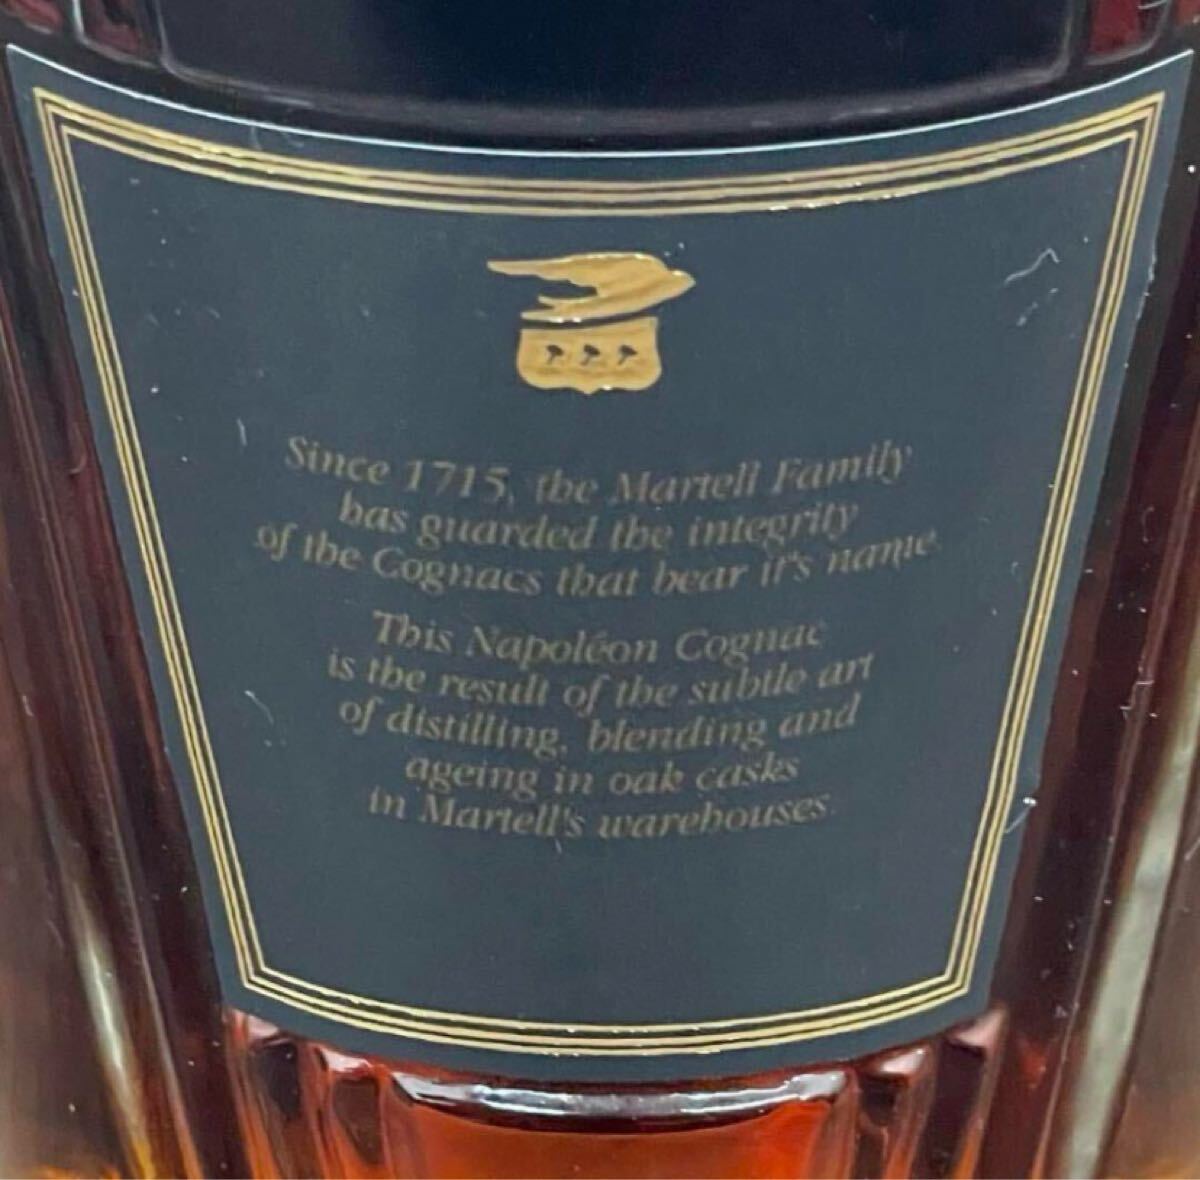 Since 1715, the Martell Family
has guarded the integrity
of the Cognacs that bear it's name.
This Napoléon Cognac
is the result of the subtle art
of distilling, blending and
ageing in oak casks
in Martell's warehouses.